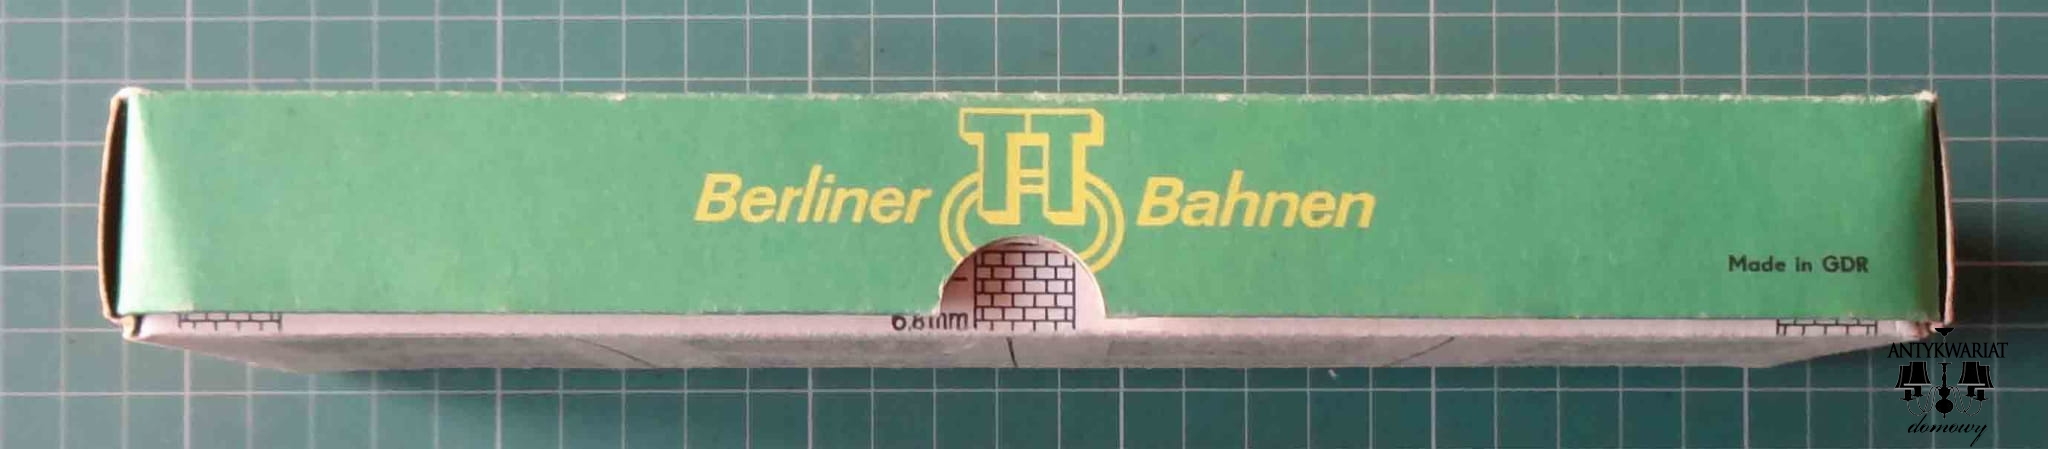 Berliner TT Bahnen
Made in GDR
6,8mm
ANTYKWARIAT
domowy